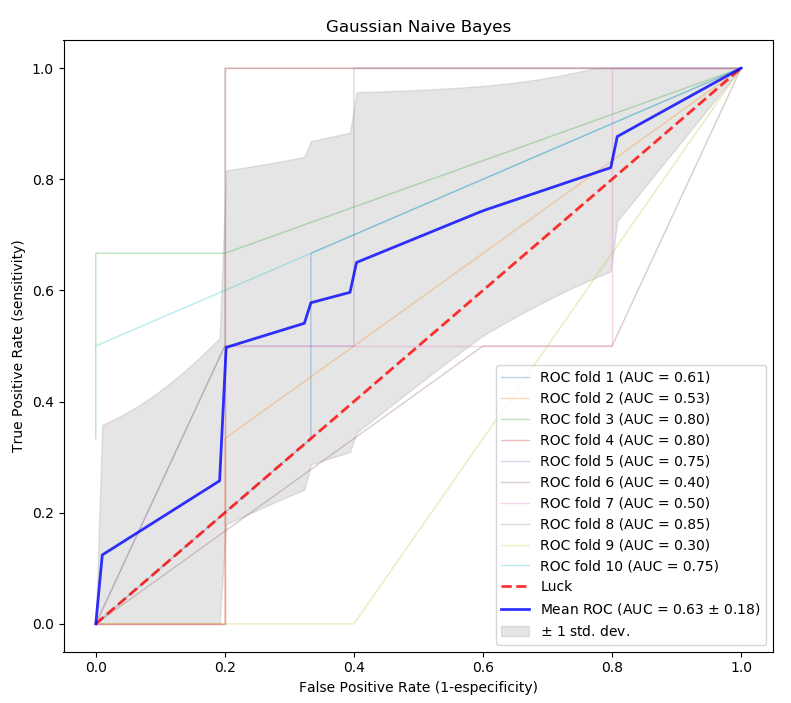 Gaussian Naive Bayes
True Positive Rate (sensitivity)
1.0
0.8
0.6
0.4
0.2
0.0
ROC fold 1 (AUC = 0.61)
ROC fold 2 (AUC = 0.53)
ROC fold 3 (AUC = 0.80)
ROC fold 4 (AUC = 0.80)
ROC fold 5 (AUC = 0.75)
ROC fold 6 (AUC = 0.40)
ROC fold 7 (AUC = 0.50)
ROC fold 8 (AUC = 0.85)
ROC fold 9 (AUC = 0.30)
ROC fold 10 (AUC = 0.75)
Luck
Mean ROC (AUC = 0.63 ± 0.18)
± 1 std. dev.
0.0 0.2 0.4 0.6 0.8 1.0
False Positive Rate (1-especificity)